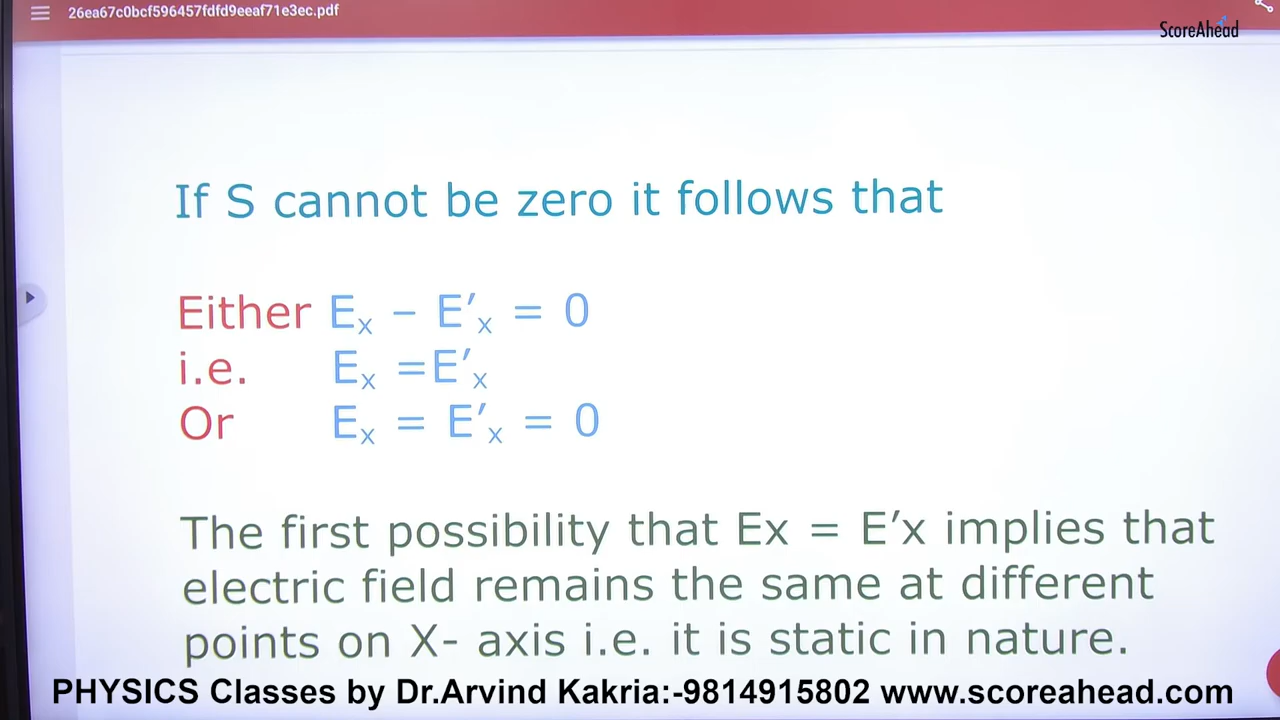 26ea67c0bcf596457fdfd9eeaf71e3ec.pdf
ScoreAhead
If S cannot be zero it follows that
Either Eₓ – E′ₓ = 0
i.e. Eₓ =E′ₓ
Or Eₓ = E′ₓ = 0
The first possibility that Ex = E′x implies that
electric field remains the same at different
points on X- axis i.e. it is static in nature.
PHYSICS Classes by Dr.Arvind Kakria:-9814915802 www.scoreahead.com